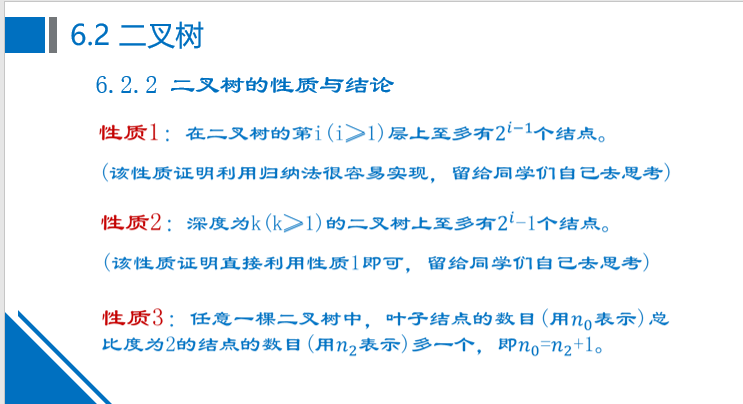 6.2 二叉树
6.2.2 二叉树的性质与结论
性质1：在二叉树的第i(i⩾1)层上至多有2^{i−1}个结点。
(该性质证明利用归纳法很容易实现，留给同学们自己去思考)
性质2：深度为k(k⩾1)的二叉树上至多有2^{i}-1个结点。
(该性质证明直接利用性质1即可，留给同学们自己去思考)
性质3：任意一棵二叉树中，叶子结点的数目(用n₀表示)总
比度为2的结点的数目(用n₂表示)多一个，即n₀=n₂+1。